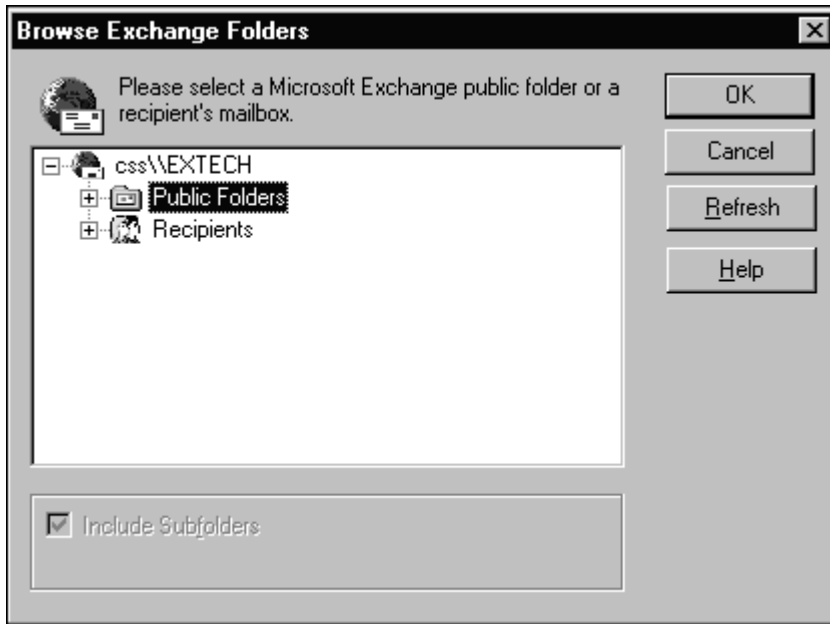 Browse Exchange Folders
Please select a Microsoft Exchange public folder or a
recipient's mailbox.
OK
Cancel
Refresh
Help
css\\EXTECH
Public Folders
Recipients
Include Subfolders